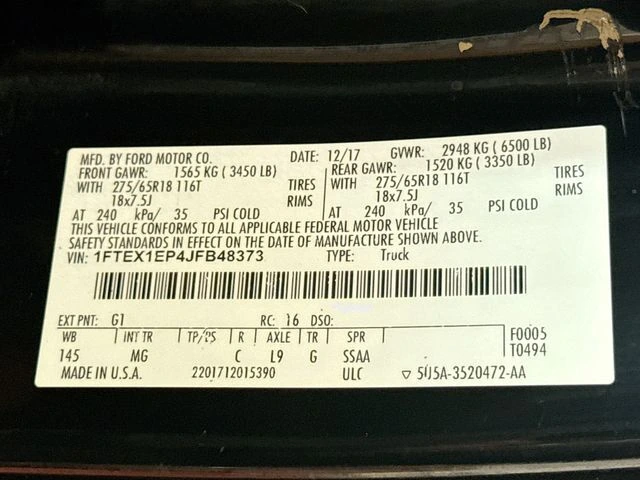 MFD. BY FORD MOTOR CO. DATE: 12/17 GVWR: 2948 KG ( 6500 LB)
FRONT GAWR: 1565 KG ( 3450 LB) REAR GAWR: 1520 KG ( 3350 LB)
WITH 275/65R18 116T TIRES WITH 275/65R18 116T TIRES
18x7.5J RIMS 18x7.5J RIMS
AT 240 kPa/ 35 PSI COLD AT 240 kPa/ 35 PSI COLD
THIS VEHICLE CONFORMS TO ALL APPLICABLE FEDERAL MOTOR VEHICLE
SAFETY STANDARDS IN EFFECT ON THE DATE OF MANUFACTURE SHOWN ABOVE.
VIN: 1FTEX1EP4JFB48373 TYPE: Truck
EXT PNT: G1 RC: 16 DSO:
WB INT TR TP/PS R AXLE TR SPR F0005
145 MG C L9 G SSAA T0494
MADE IN U.S.A. 2201712015390 ULC ▽ 5U5A-3520472-AA